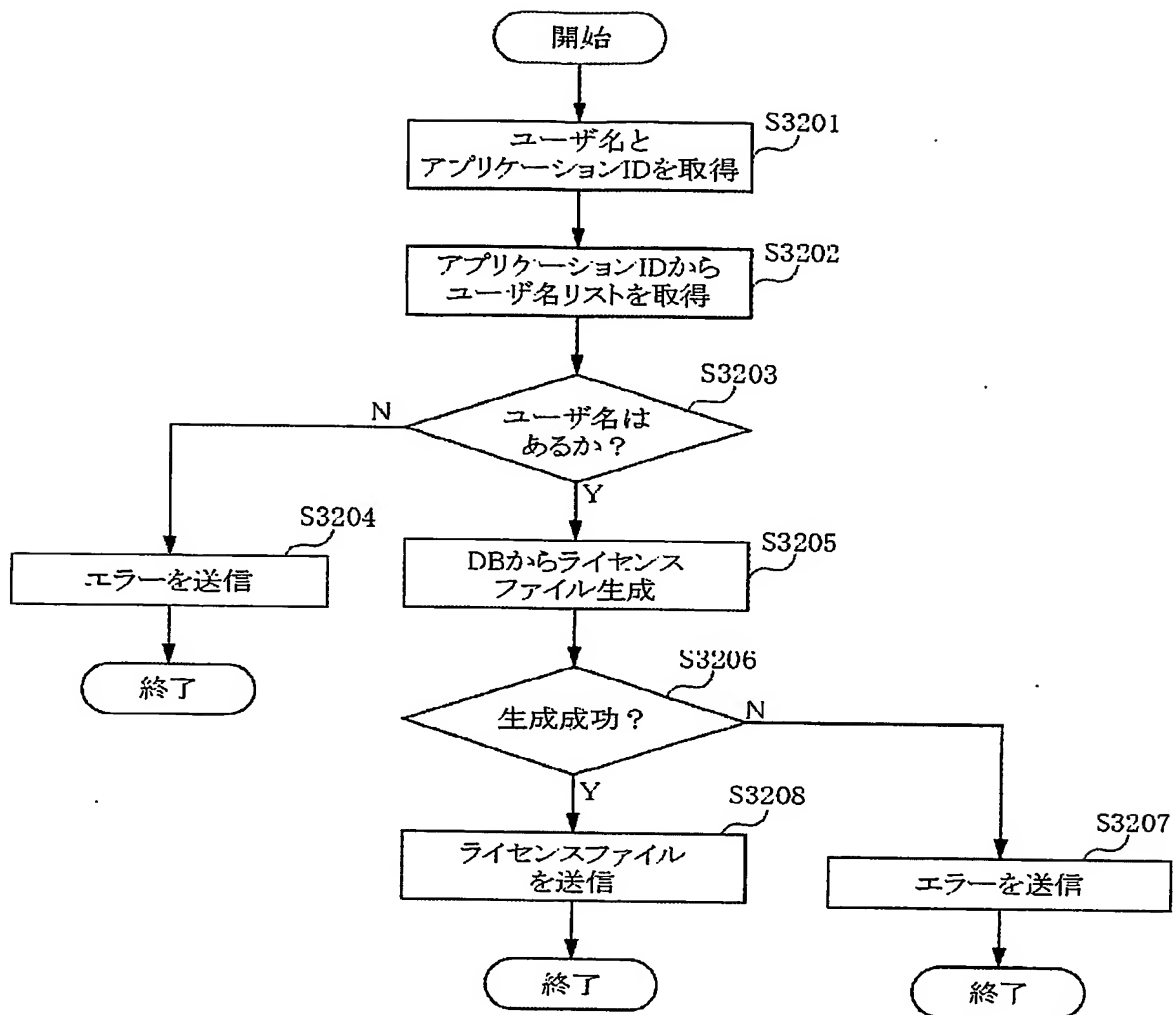 開始
S3201
ユーザ名と
アプリケーションIDを取得
S3202
アプリケーションIDから
ユーザ名リストを取得
S3203
N
ユーザ名は
あるか？
Y
S3204
エラーを送信
終了
S3205
DBからライセンス
ファイル生成
S3206
生成成功？
N
Y
S3208
ライセンスファイル
を送信
終了
S3207
エラーを送信
終了